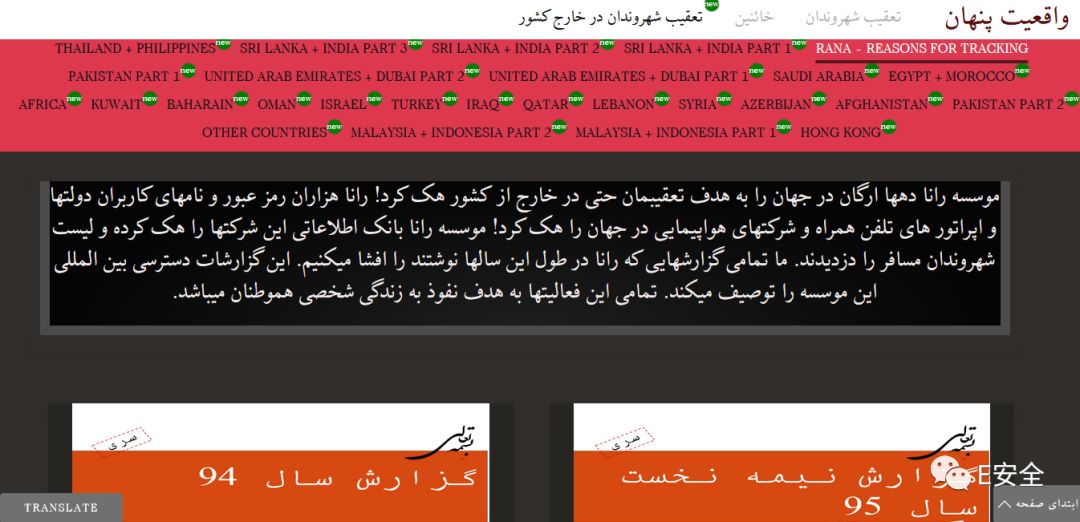 واقعیت پنهان
تعقیب شهروندان
خائنین
تعقیب شهروندان در خارج کشور new
THAILAND + PHILIPPINES new SRI LANKA + INDIA PART 3 new SRI LANKA + INDIA PART 2 new SRI LANKA + INDIA PART 1 new RANA - REASONS FOR TRACKING
PAKISTAN PART 1 new UNITED ARAB EMIRATES + DUBAI PART 2 new UNITED ARAB EMIRATES + DUBAI PART 1 new SAUDI ARABIA new EGYPT + MOROCCO new
AFRICA new KUWAIT new BAHARAIN new OMAN new ISRAEL new TURKEY new IRAQ new QATAR new LEBANON new SYRIA new AZERBIJAN new AFGHANISTAN new PAKISTAN PART 2 new
OTHER COUNTRIES new MALAYSIA + INDONESIA PART 2 new MALAYSIA + INDONESIA PART 1 new HONG KONG new
موسسه رانا دهها ارگان در جهان را به هدف تعقیبمان حتی در خارج از کشور هک کرد! رانا هزاران رمز عبور و نامهای کاربران دولتها
و اپراتور های تلفن همراه و شرکتهای هواپیمایی در جهان را هک کرد! موسسه رانا بانک اطلاعاتی این شرکتها را هک کرده و لیست
شهروندان مسافر را دزدیدند. ما تمامی گزارشهایی که رانا در طول این سالها نوشتند را افشا میکنیم. این گزارشات دسترسی بین المللی
این موسسه را توصیف میکند. تمامی این فعالیتها به هدف نفوذ به زندگی شخصی هموطنان میباشد.
بسمه تعالی
سری
گزارش نیمه نخست
سال 95
بسمه تعالی
سری
گزارش سال 94
E安全
ابتدای صفحه
TRANSLATE